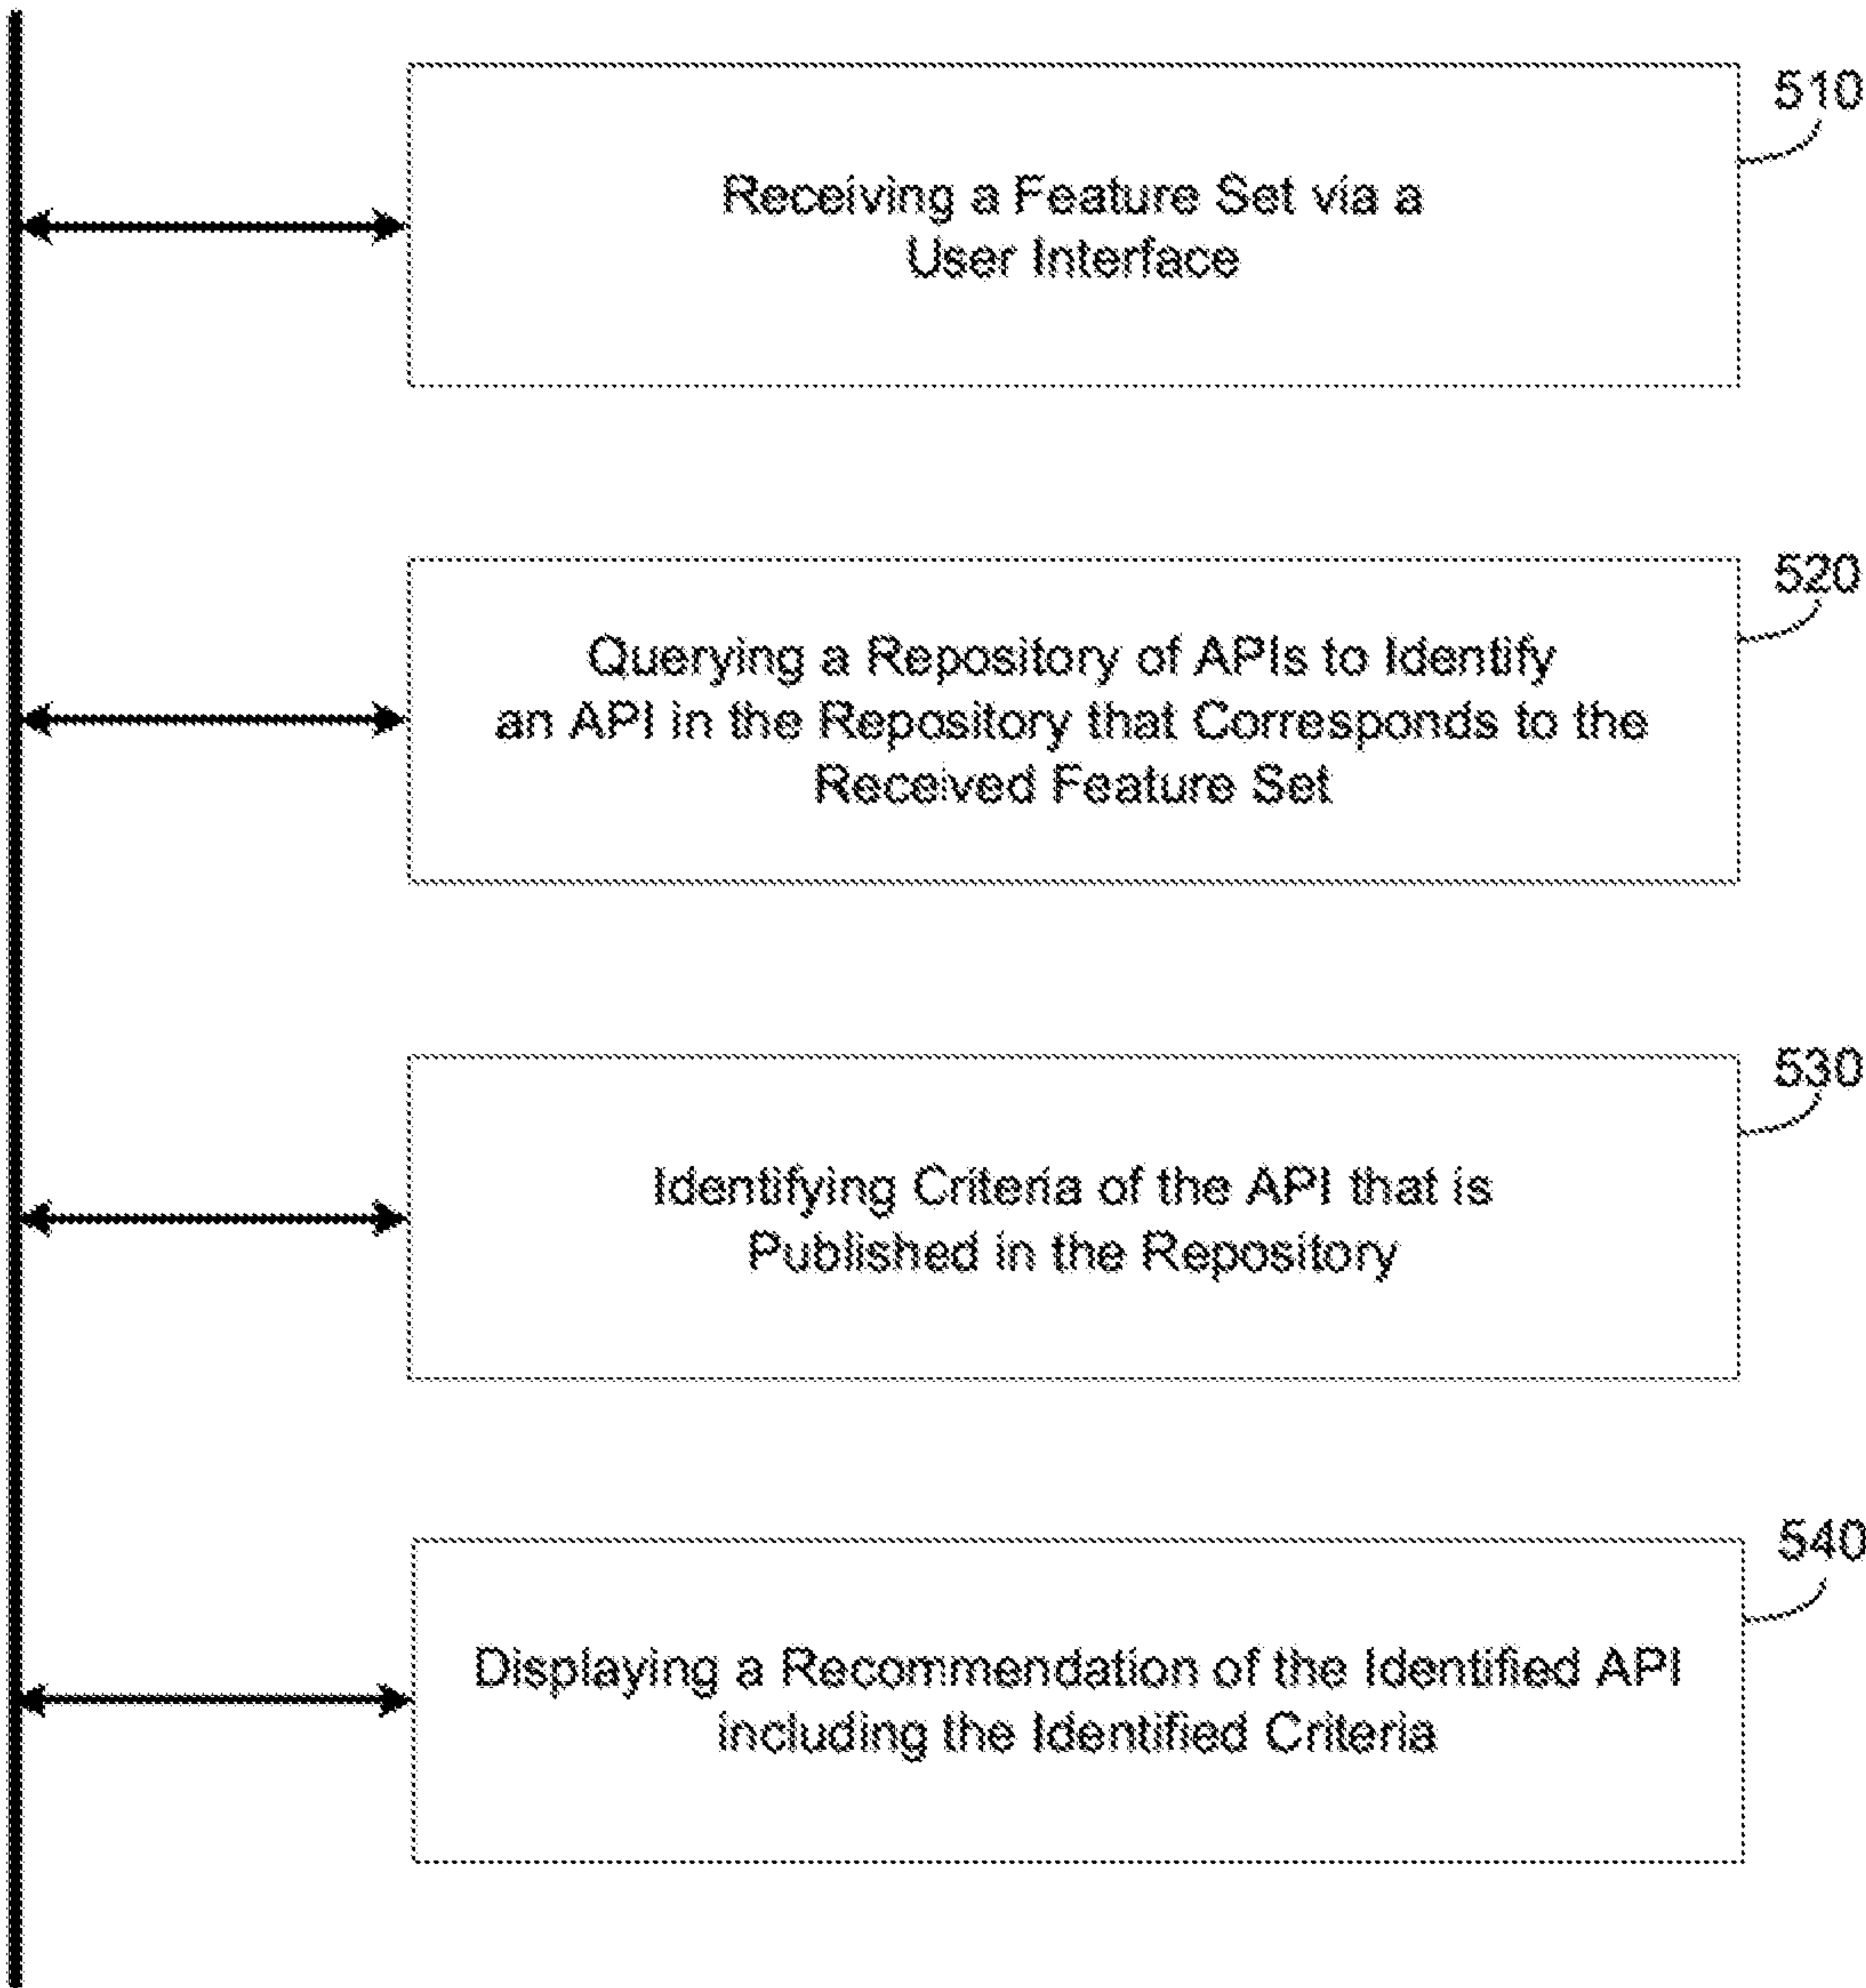 510
Receiving a Feature Set via a
User Interface
520
Querying a Repository of APIs to Identify
an API in the Repository that Corresponds to the
Received Feature Set
530
Identifying Criteria of the API that is
Published in the Repository
540
Displaying a Recommendation of the Identified API
including the Identified Criteria